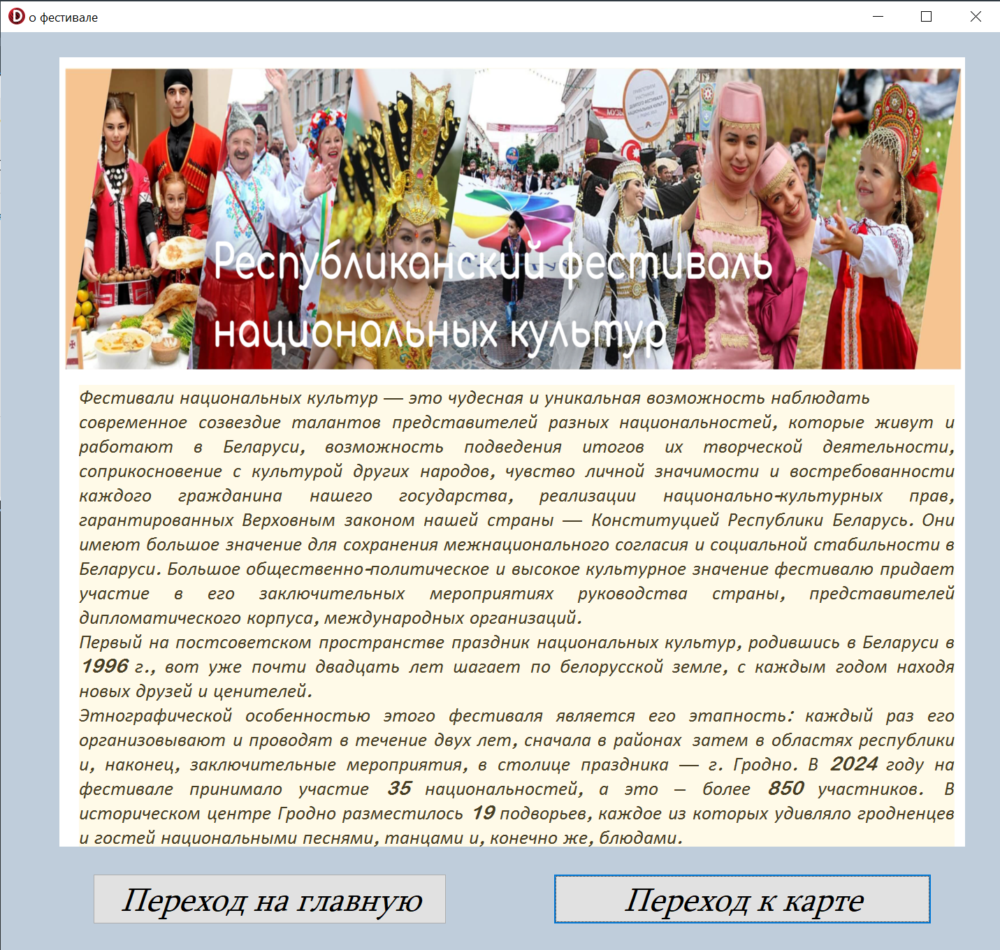 о фестивале
ПРИВЕТСТВУЕМ
УЧАСТНИКОВ
ФЕСТИВАЛЯ
НАЦИОНАЛЬНЫХ КУЛЬТУР
МУЗЫ
Республиканский фестиваль
национальных культур
Фестивали национальных культур — это чудесная и уникальная возможность наблюдать
современное созвездие талантов представителей разных национальностей, которые живут и
работают в Беларуси, возможность подведения итогов их творческой деятельности,
соприкосновение с культурой других народов, чувство личной значимости и востребованности
каждого гражданина нашего государства, реализации национально-культурных прав,
гарантированных Верховным законом нашей страны — Конституцией Республики Беларусь. Они
имеют большое значение для сохранения межнационального согласия и социальной стабильности в
Беларуси. Большое общественно-политическое и высокое культурное значение фестивалю придает
участие в его заключительных мероприятиях руководства страны, представителей
дипломатического корпуса, международных организаций.
Первый на постсоветском пространстве праздник национальных культур, родившись в Беларуси в
1996 г., вот уже почти двадцать лет шагает по белорусской земле, с каждым годом находя
новых друзей и ценителей.
Этнографической особенностью этого фестиваля является его этапность: каждый раз его
организовывают и проводят в течение двух лет, сначала в районах затем в областях республики
и, наконец, заключительные мероприятия, в столице праздника — г. Гродно. В 2024 году на
фестивале принимало участие 35 национальностей, а это – более 850 участников. В
историческом центре Гродно разместилось 19 подворьев, каждое из которых удивляло гродненцев
и гостей национальными песнями, танцами и, конечно же, блюдами.
Переход на главную
Переход к карте